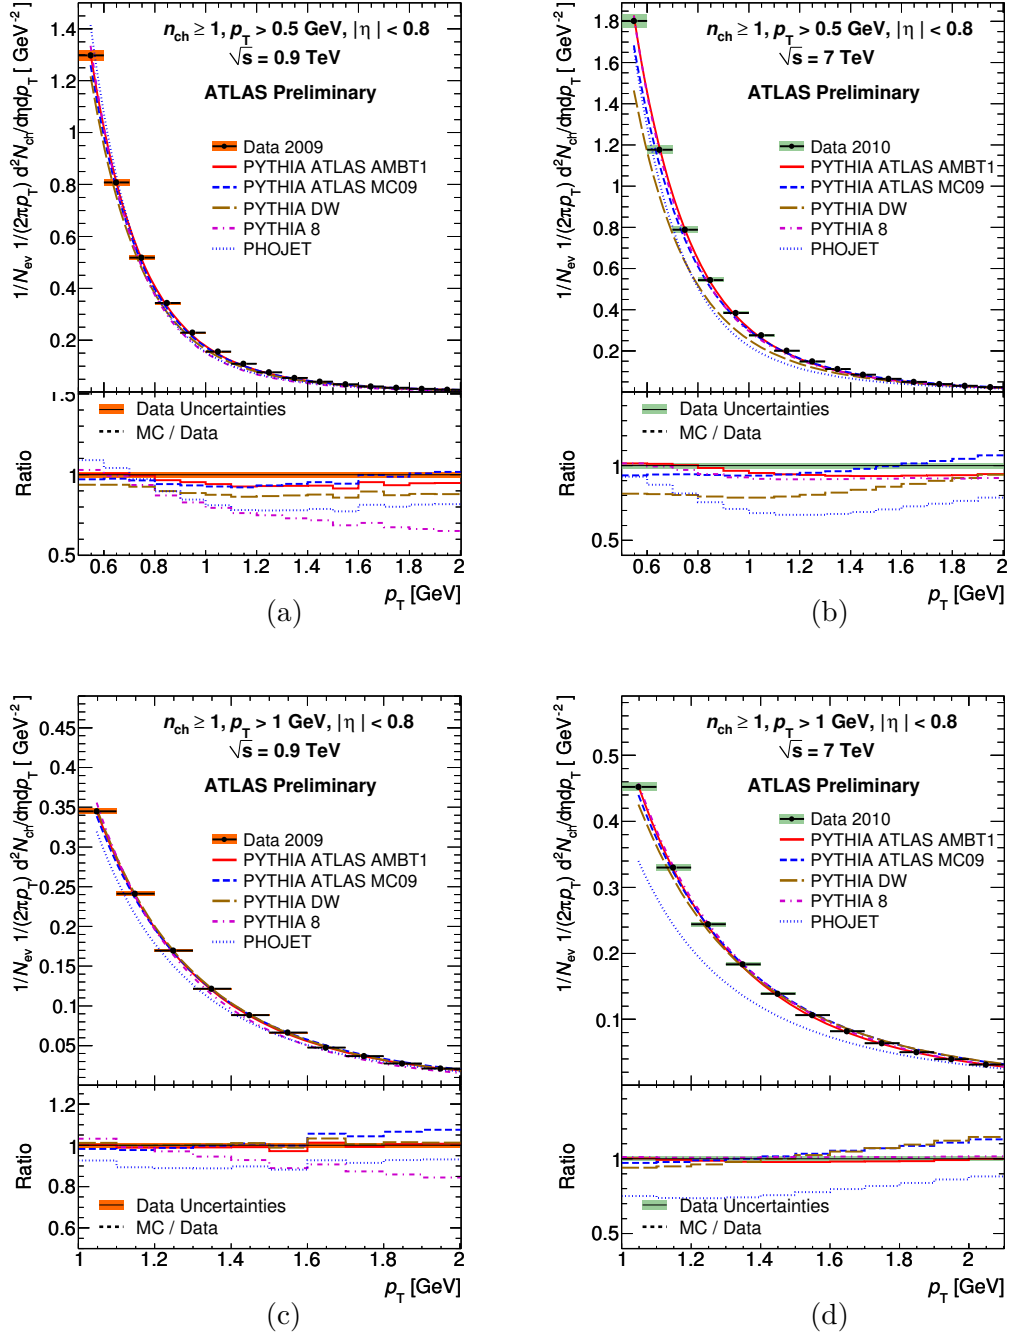 1/N_ev 1/(2πp_T) d²N_ch/dηdp_T [ GeV⁻² ]
n_ch ≥ 1, p_T > 0.5 GeV, | η | < 0.8
√s = 0.9 TeV
ATLAS Preliminary
Data 2009
PYTHIA ATLAS AMBT1
PYTHIA ATLAS MC09
PYTHIA DW
PYTHIA 8
PHOJET
1.4
1.2
1
0.8
0.6
0.4
0.2
Ratio
1.5
1
0.5
Data Uncertainties
MC / Data
0.6 0.8 1 1.2 1.4 1.6 1.8 2
p_T [GeV]
(a)
1/N_ev 1/(2πp_T) d²N_ch/dηdp_T [ GeV⁻² ]
n_ch ≥ 1, p_T > 0.5 GeV, | η | < 0.8
√s = 7 TeV
ATLAS Preliminary
Data 2010
PYTHIA ATLAS AMBT1
PYTHIA ATLAS MC09
PYTHIA DW
PYTHIA 8
PHOJET
1.8
1.6
1.4
1.2
1
0.8
0.6
0.4
0.2
Ratio
1
0.5
Data Uncertainties
MC / Data
0.6 0.8 1 1.2 1.4 1.6 1.8 2
p_T [GeV]
(b)
1/N_ev 1/(2πp_T) d²N_ch/dηdp_T [ GeV⁻² ]
n_ch ≥ 1, p_T > 1 GeV, | η | < 0.8
√s = 0.9 TeV
ATLAS Preliminary
Data 2009
PYTHIA ATLAS AMBT1
PYTHIA ATLAS MC09
PYTHIA DW
PYTHIA 8
PHOJET
0.45
0.4
0.35
0.3
0.25
0.2
0.15
0.1
0.05
Ratio
1.2
1
0.8
0.6
Data Uncertainties
MC / Data
1 1.2 1.4 1.6 1.8 2
p_T [GeV]
(c)
1/N_ev 1/(2πp_T) d²N_ch/dηdp_T [ GeV⁻² ]
n_ch ≥ 1, p_T > 1 GeV, | η | < 0.8
√s = 7 TeV
ATLAS Preliminary
Data 2010
PYTHIA ATLAS AMBT1
PYTHIA ATLAS MC09
PYTHIA DW
PYTHIA 8
PHOJET
0.5
0.4
0.3
0.2
0.1
Ratio
1
0.5
Data Uncertainties
MC / Data
1 1.2 1.4 1.6 1.8 2
p_T [GeV]
(d)